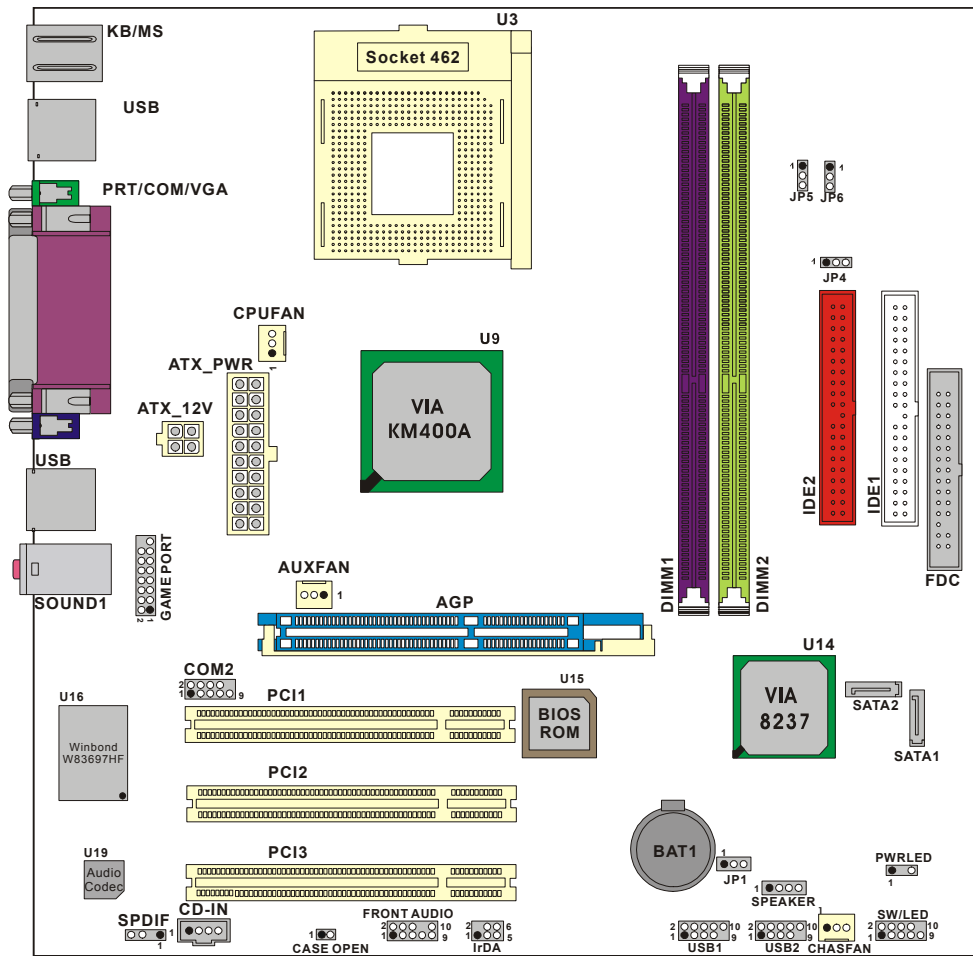 KB/MS
U3
Socket 462
USB
PRT/COM/VGA
1
JP5
1
JP6
1
JP4
CPUFAN
1
U9
ATX_PWR
VIA
KM400A
ATX_12V
USB
IDE2
IDE1
FDC
DIMM1
DIMM2
GAME PORT
2 1
SOUND1
AUXFAN
1
AGP
U14
VIA
8237
SATA2
SATA1
COM2
2
1
9
U16
Winbond
W83697HF
PCI1
U15
BIOS
ROM
PCI2
BAT1
1
JP1
PWRLED
1
U19
Audio
Codec
PCI3
1
SPEAKER
SPDIF
1
CD-IN
1
CASE OPEN
FRONT AUDIO
2
10
1
9
2
6
1
5
IrDA
2
10
1
9
USB1
2
10
1
9
USB2
1
CHASFAN
SW/LED
2
10
1
9